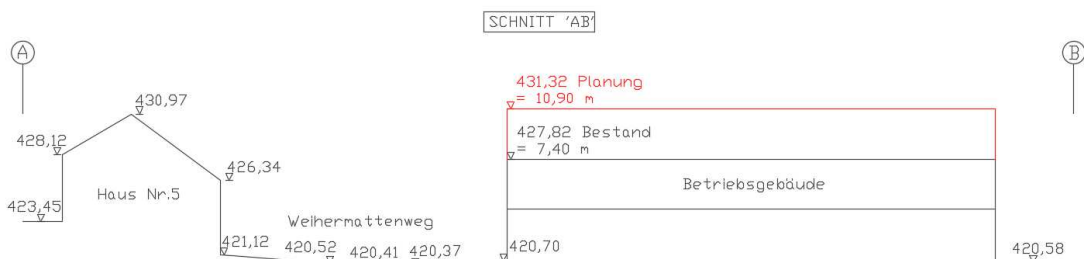 SCHNITT 'AB'
A
B
431,32 Planung
= 10,90 m
430,97
427,82 Bestand
= 7,40 m
428,12
426,34
Haus Nr.5
Betriebsgebäude
423,45
Weihermattenweg
421,12
420,52
420,41
420,37
420,70
420,58